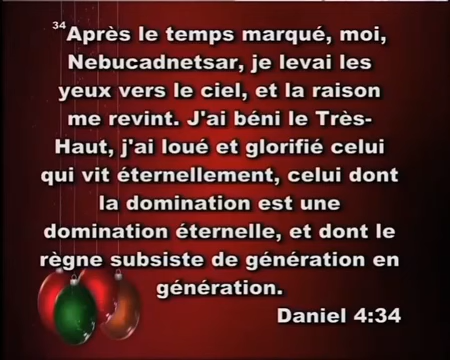 34 Après le temps marqué, moi,
Nebucadnetsar, je levai les
yeux vers le ciel, et la raison
me revint. J'ai béni le Très-
Haut, j'ai loué et glorifié celui
qui vit éternellement, celui dont
la domination est une
domination éternelle, et dont le
règne subsiste de génération en
génération.
Daniel 4:34